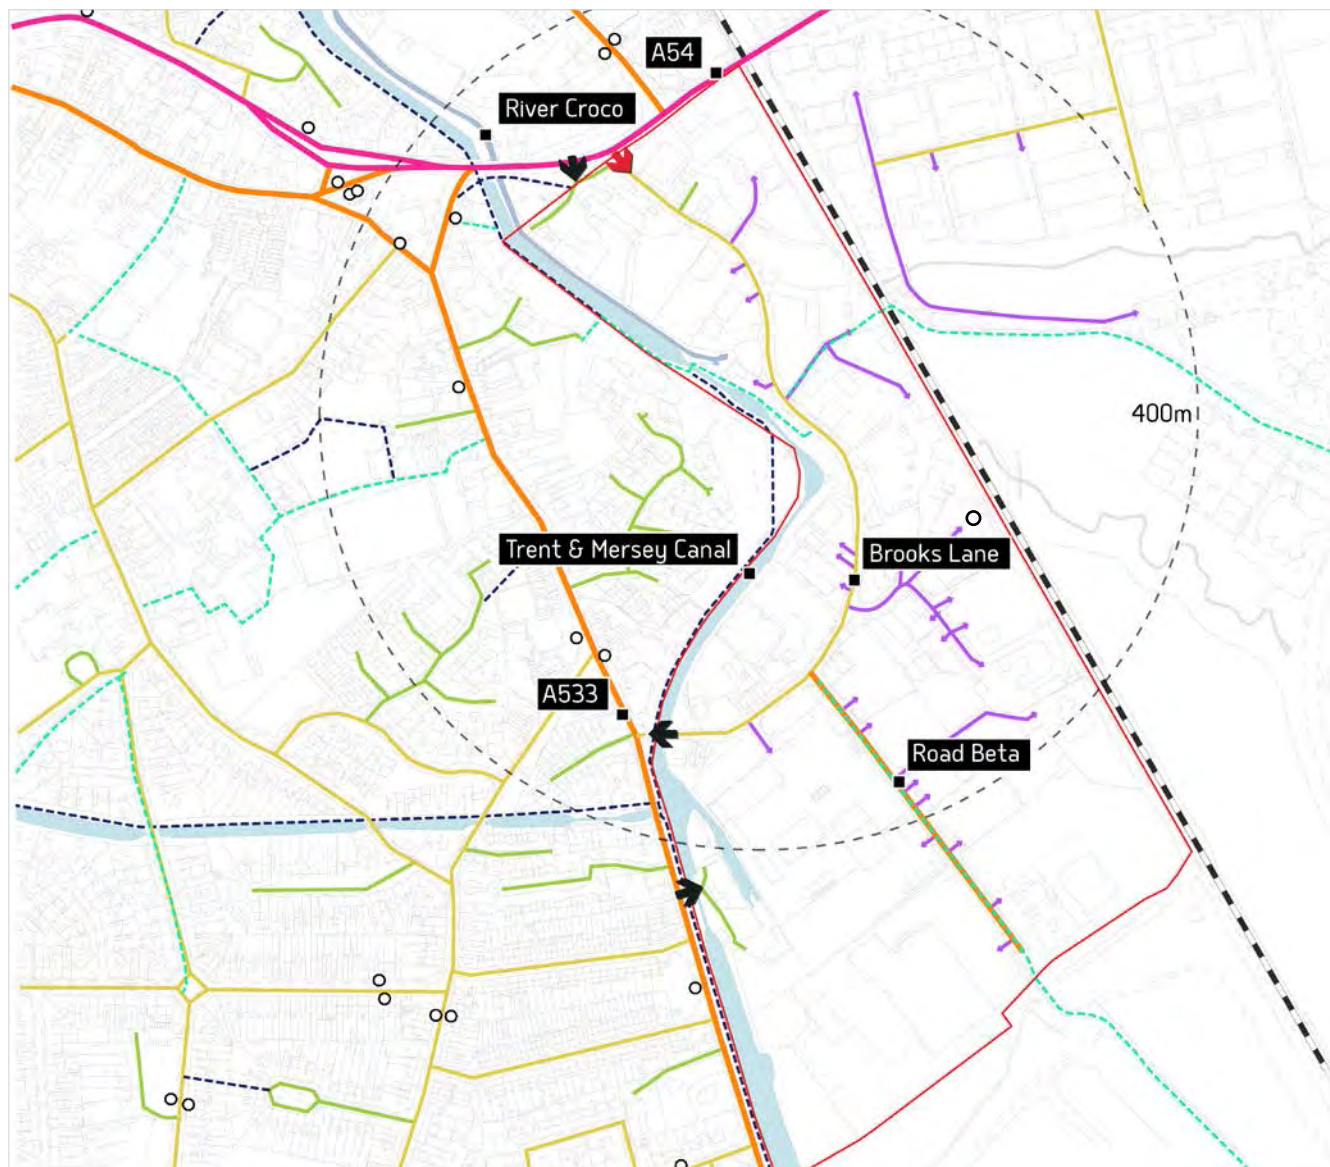 A54
River Croco
400m
Trent & Mersey Canal
Brooks Lane
A533
Road Beta